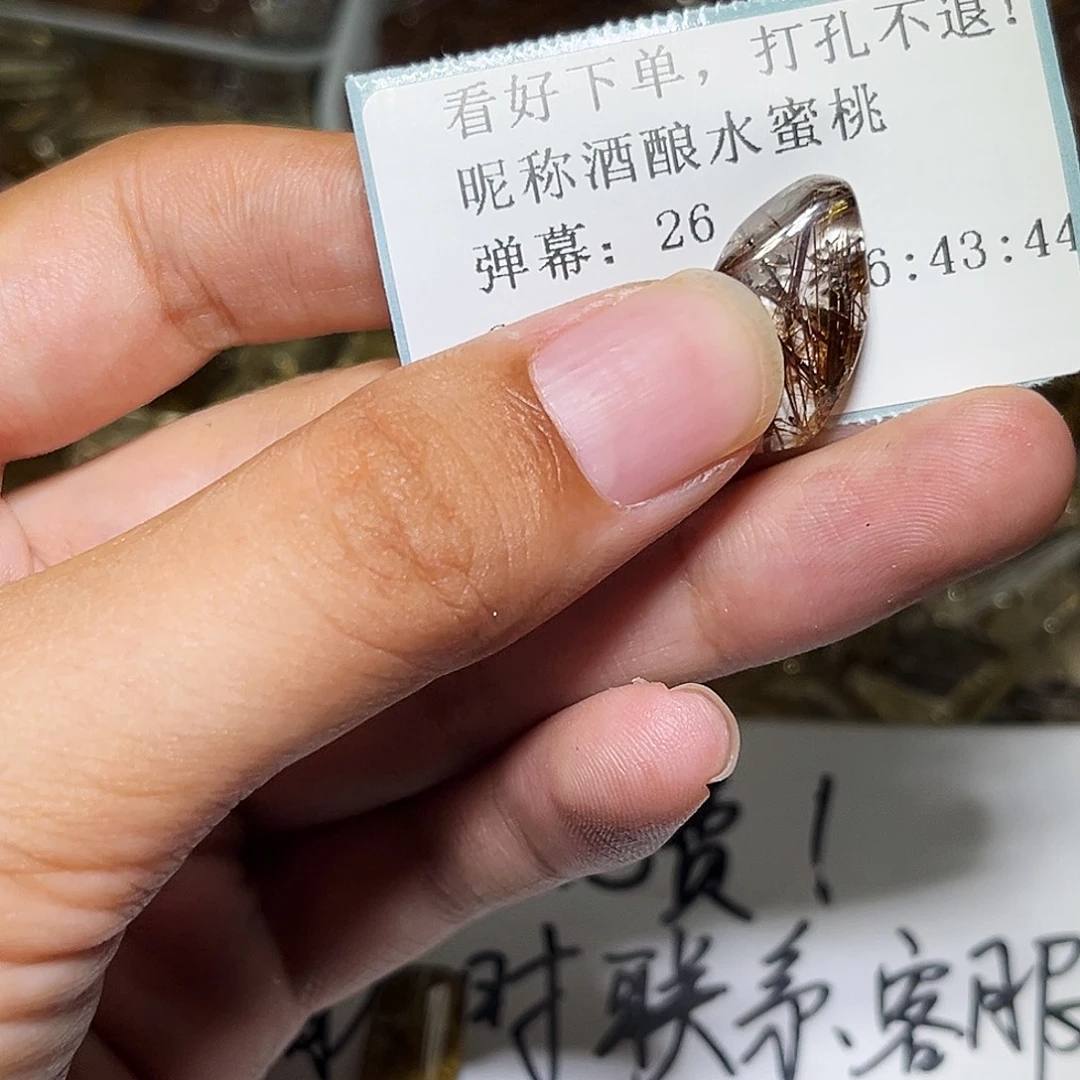 看好下单，打孔不退！
昵称酒酿水蜜桃
弹幕：26 6:43:44
货！
时联系客服